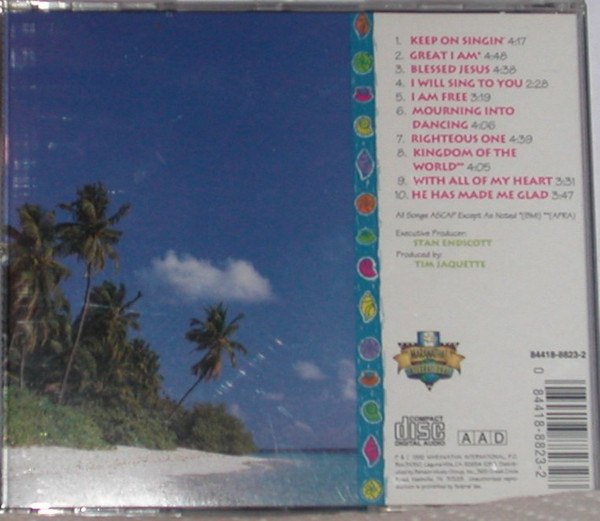 1. KEEP ON SINGIN' 4:17
2. GREAT I AM* 4:48
3. BLESSED JESUS 4:38
4. I WILL SING TO YOU 2:28
5. I AM FREE 3:19
6. MOURNING INTO
DANCING 4:06
7. RIGHTEOUS ONE 4:39
8. KINGDOM OF THE
WORLD** 4:05
9. WITH ALL OF MY HEART 3:31
10. HE HAS MADE ME GLAD 3:47
All Songs ASCAP Except As Noted *(BMI) **(APRA)
Executive Producer:
STAN ENDICOTT
Produced by:
TIM JAQUETTE
84418-8823-2
0 84418-8823-2
COMPACT
disc
DIGITAL AUDIO
AAD